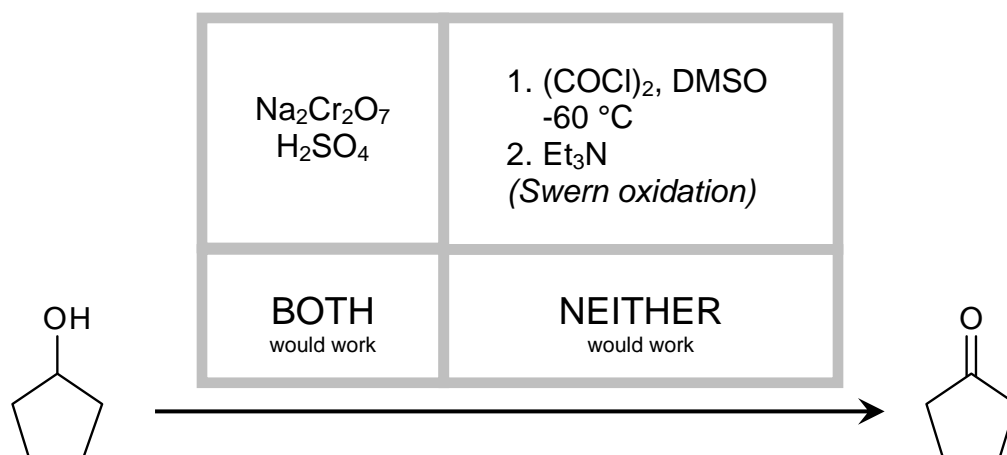 Na₂Cr₂O₇
H₂SO₄
1. (COCl)₂, DMSO
-60 °C
2. Et₃N
(Swern oxidation)
BOTH
would work
NEITHER
would work
OH
O